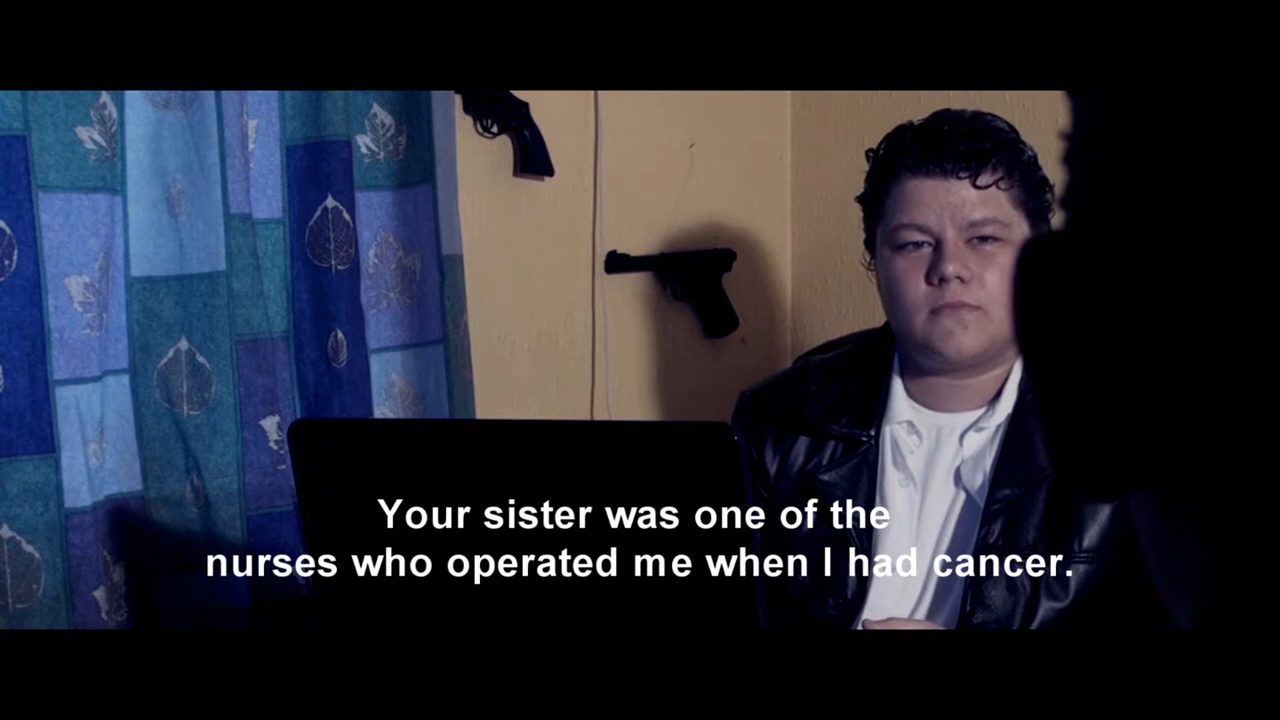 Your sister was one of the
nurses who operated me when I had cancer.